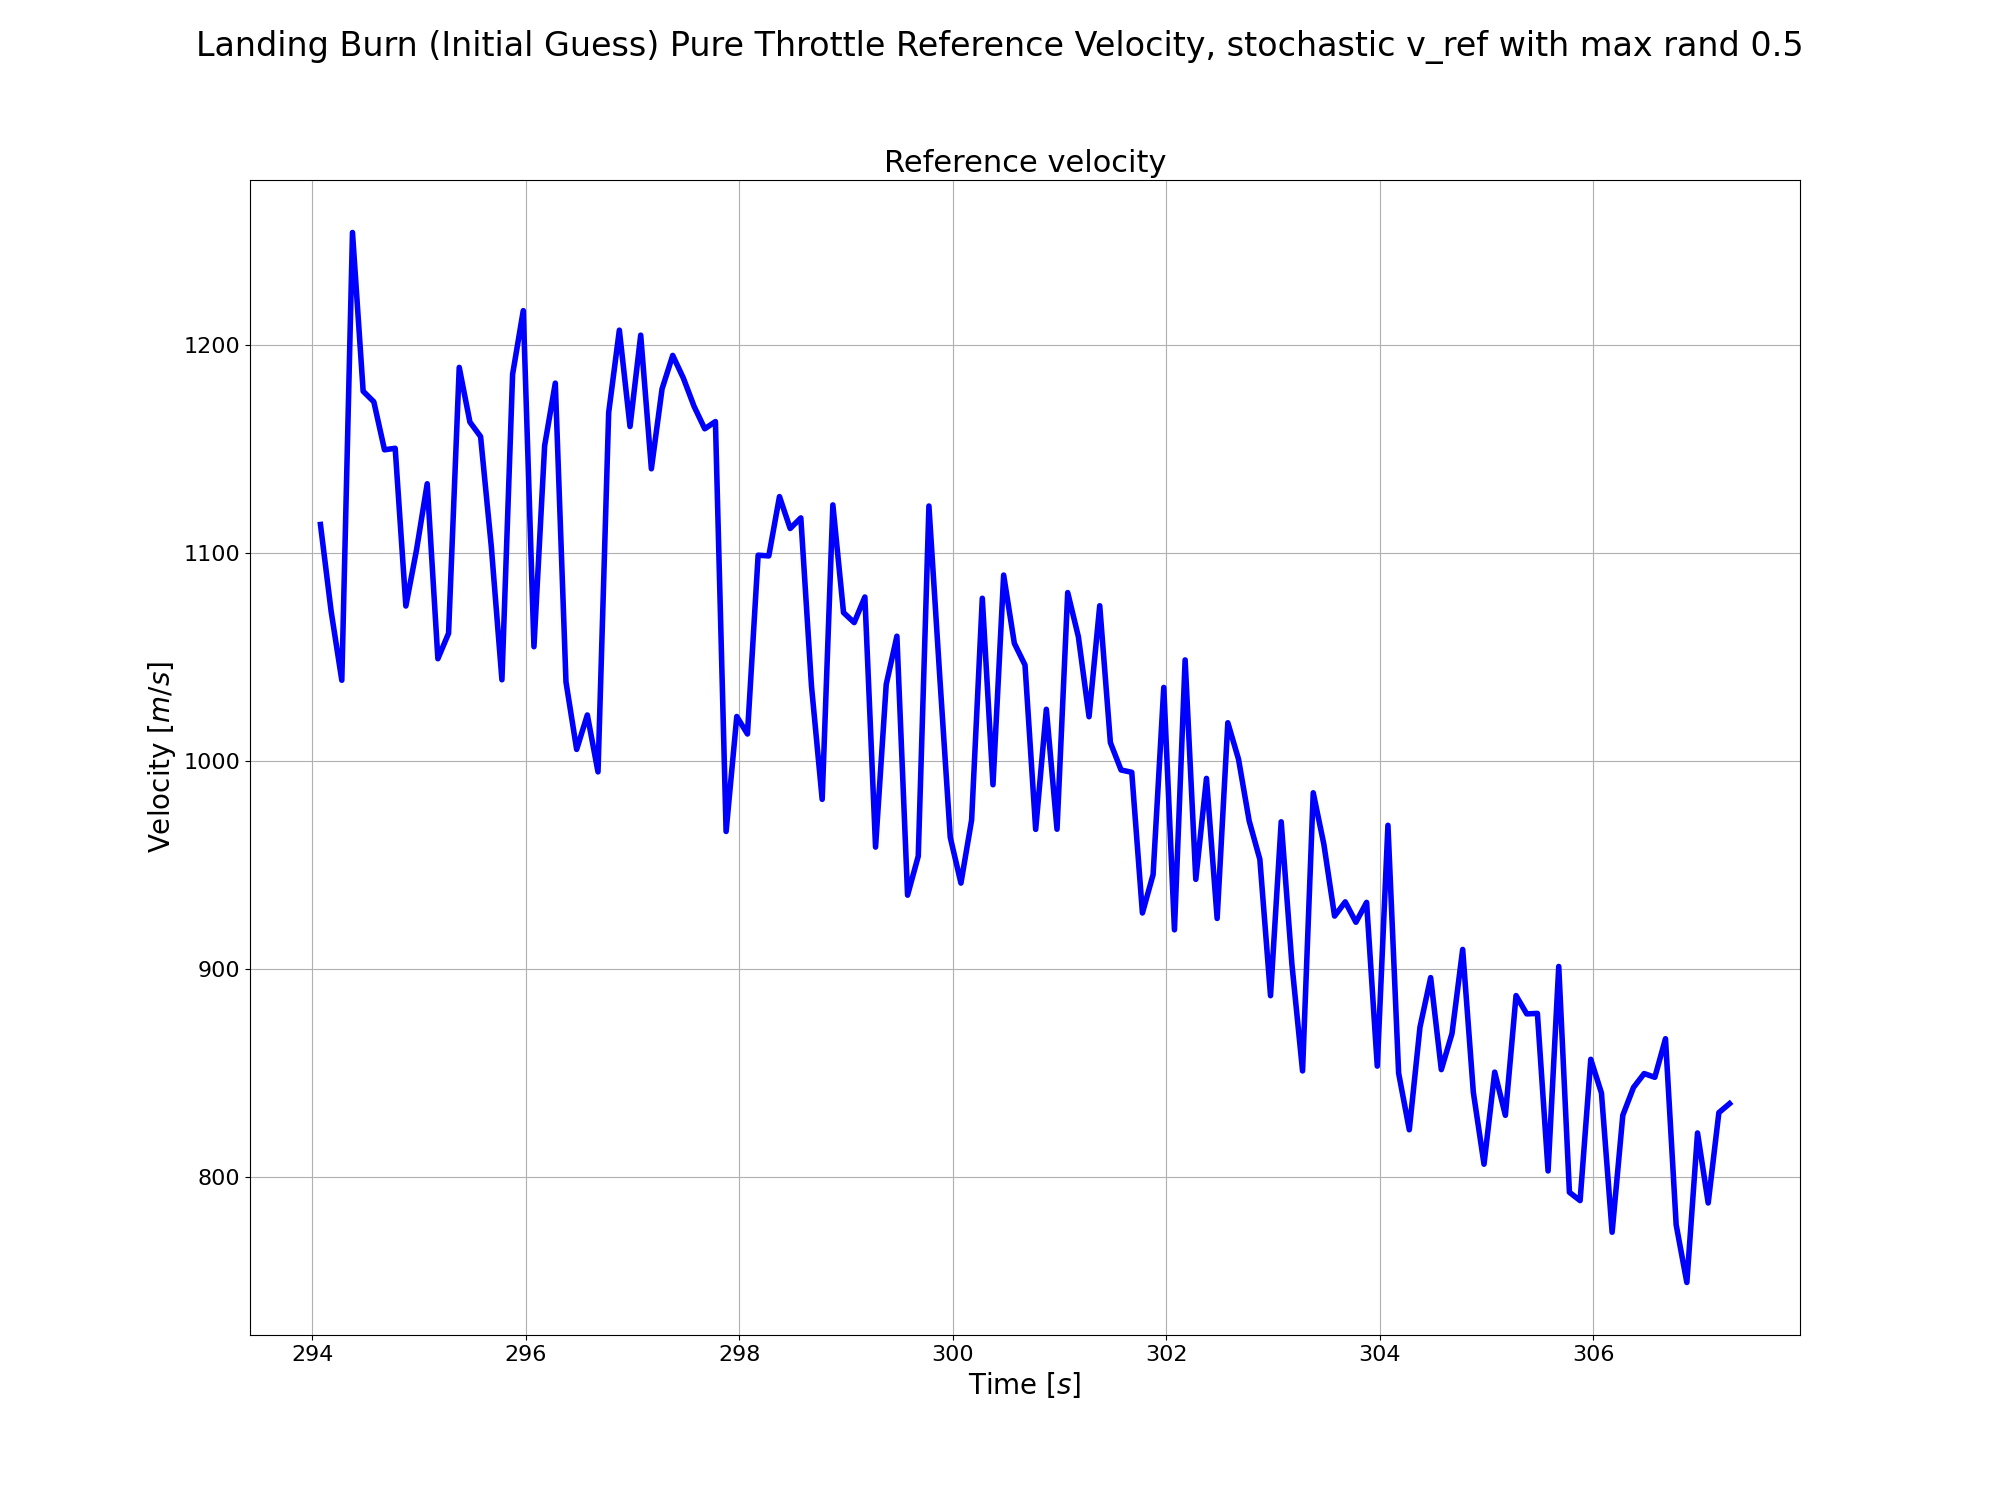 Landing Burn (Initial Guess) Pure Throttle Reference Velocity, stochastic v_ref with max rand 0.5
Reference velocity
Velocity [m/s]
1200
1100
1000
900
800
294 296 298 300 302 304 306
Time [s]